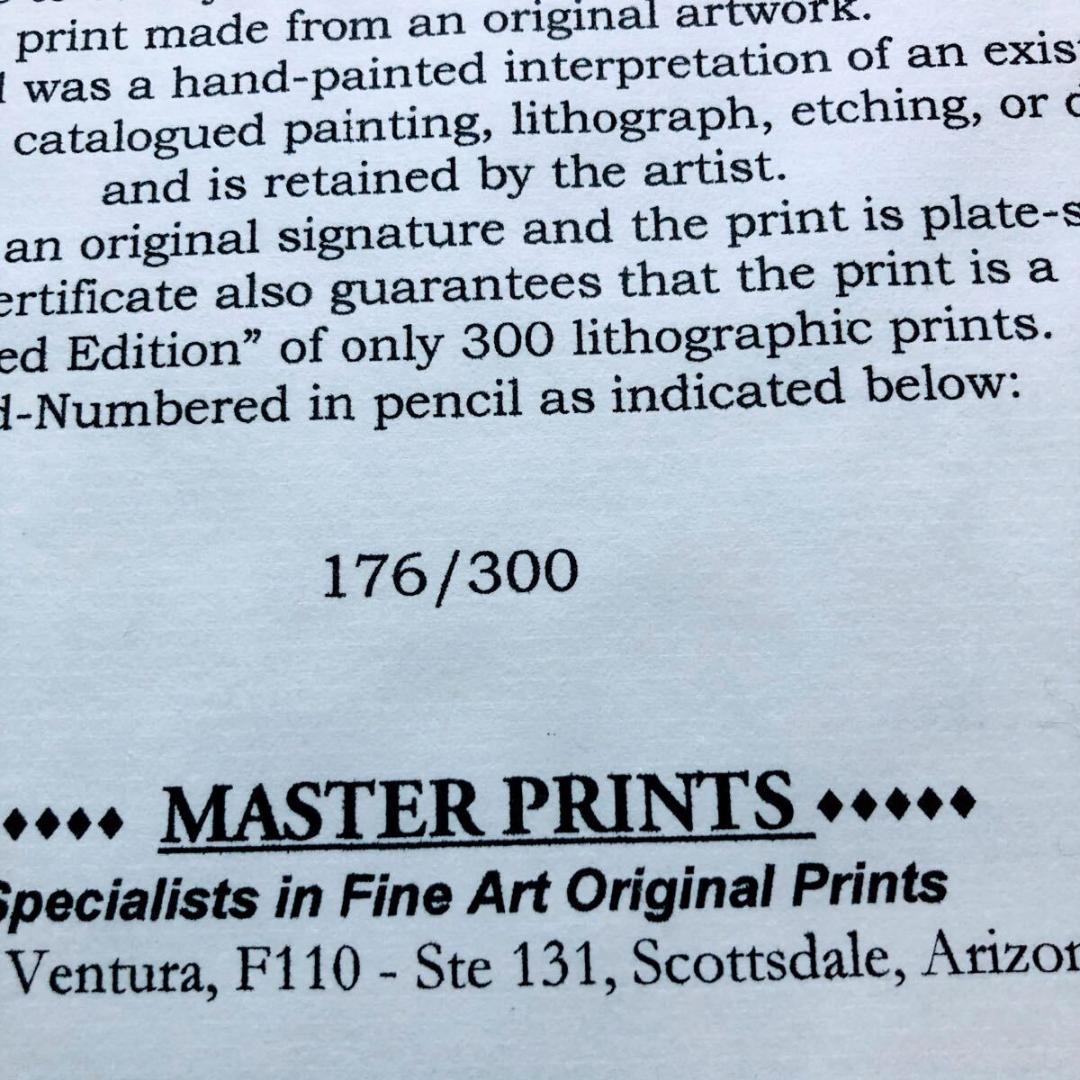 print made from an original artwork.
was a hand-painted interpretation of an exis
catalogued painting, lithograph, etching, or
and is retained by the artist.
an original signature and the print is plate-s
ertificate also guarantees that the print is a
ed Edition” of only 300 lithographic prints.
d-Numbered in pencil as indicated below:
176/300
♦♦♦♦ MASTER PRINTS ♦♦♦♦♦
Specialists in Fine Art Original Prints
Ventura, F110 - Ste 131, Scottsdale, Arizon